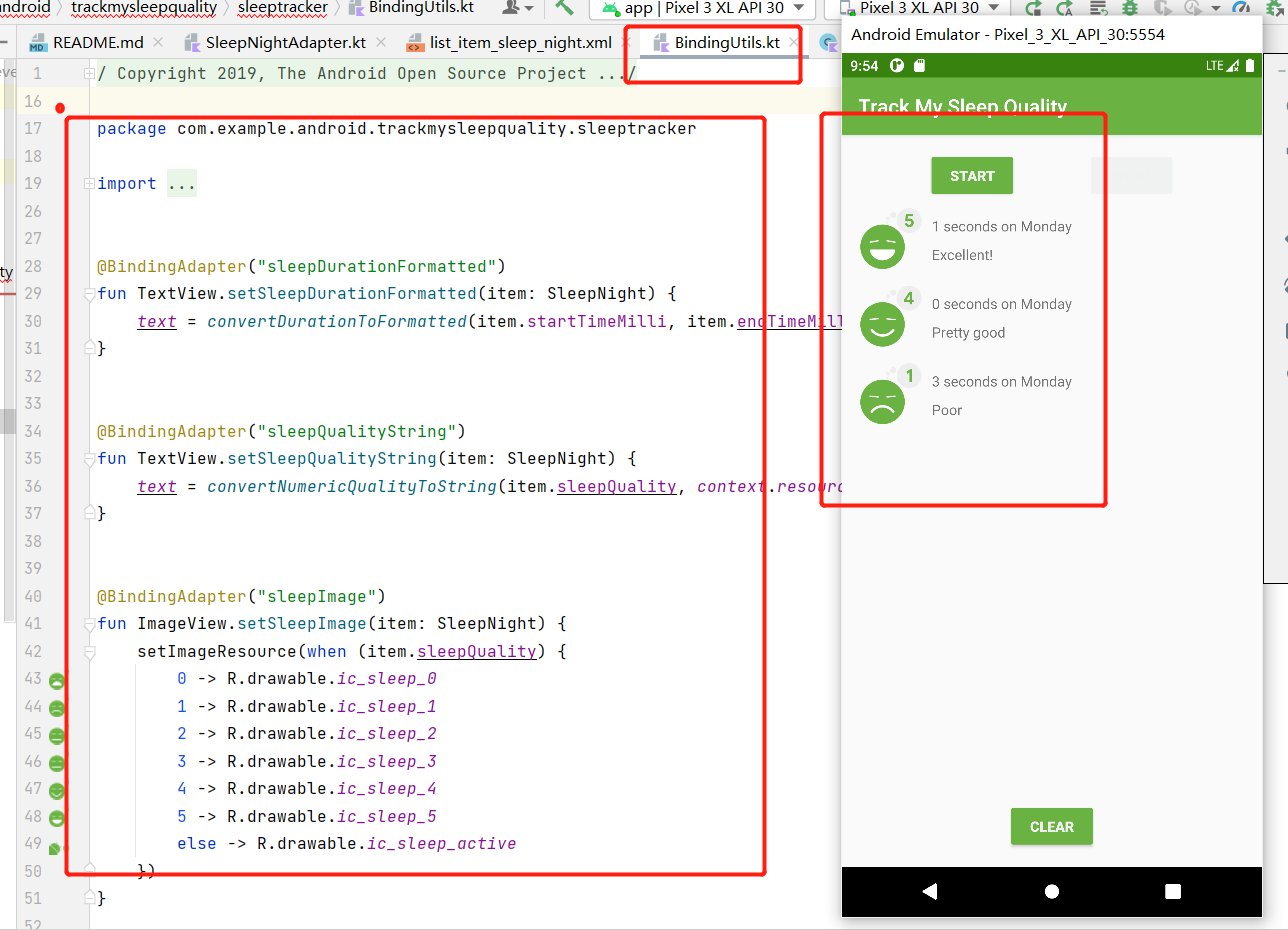 android trackmysleepquality sleeptracker BindingUtils.kt app | Pixel 3 XL API 30 Pixel 3 XL API 30
README.md SleepNightAdapter.kt list_item_sleep_night.xml BindingUtils.kt
1 / Copyright 2019, The Android Open Source Project .../
16
17 package com.example.android.trackmysleepquality.sleeptracker
18
19 import ...
26
27
28 @BindingAdapter("sleepDurationFormatted")
29 fun TextView.setSleepDurationFormatted(item: SleepNight) {
30 text = convertDurationToFormatted(item.startTimeMilli, item.endTimeMill
31 }
32
33
34 @BindingAdapter("sleepQualityString")
35 fun TextView.setSleepQualityString(item: SleepNight) {
36 text = convertNumericQualityToString(item.sleepQuality, context.resourc
37 }
38
39
40 @BindingAdapter("sleepImage")
41 fun ImageView.setSleepImage(item: SleepNight) {
42 setImageResource(when (item.sleepQuality) {
43 0 -> R.drawable.ic_sleep_0
44 1 -> R.drawable.ic_sleep_1
45 2 -> R.drawable.ic_sleep_2
46 3 -> R.drawable.ic_sleep_3
47 4 -> R.drawable.ic_sleep_4
48 5 -> R.drawable.ic_sleep_5
49 else -> R.drawable.ic_sleep_active
50 })
51 }
52
Android Emulator - Pixel_3_XL_API_30:5554
9:54 LTE
Track My Sleep Quality
START
5
1 seconds on Monday
Excellent!
4
0 seconds on Monday
Pretty good
1
3 seconds on Monday
Poor
CLEAR